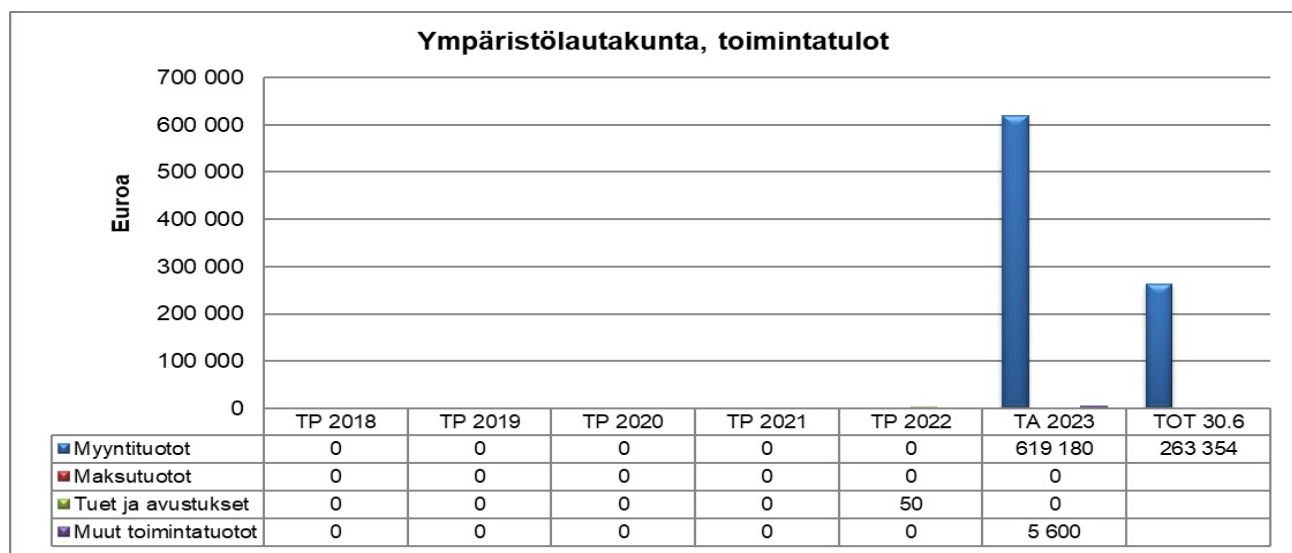 Ympäristölautakunta, toimintatulot
Euroa
700 000
600 000
500 000
400 000
300 000
200 000
100 000
0
TP 2018 TP 2019 TP 2020 TP 2021 TP 2022 TA 2023 TOT 30.6
Myyntituotot 0 0 0 0 0 619 180 263 354
Maksutuotot 0 0 0 0 0 0
Tuet ja avustukset 0 0 0 0 50 0
Muut toimintatuotot 0 0 0 0 0 5 600